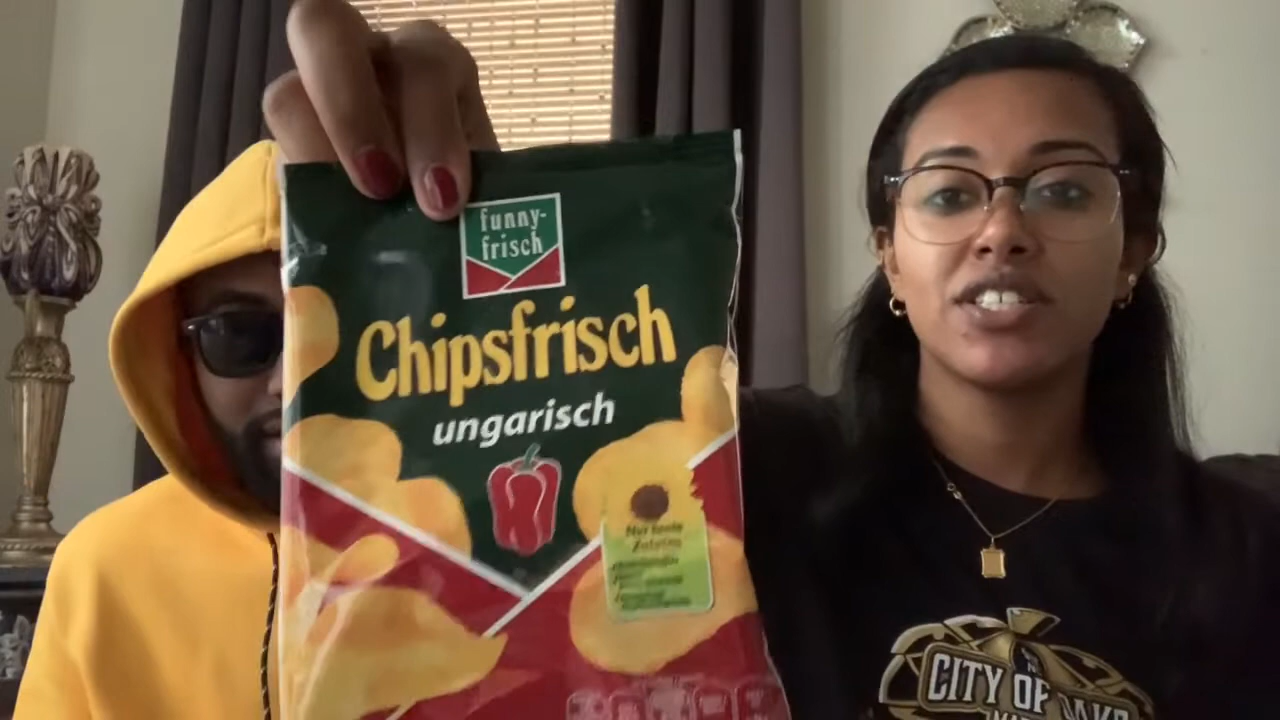 funny-
frisch
Chipsfrisch
ungarisch
Nur beste
Zutaten
CITY OF